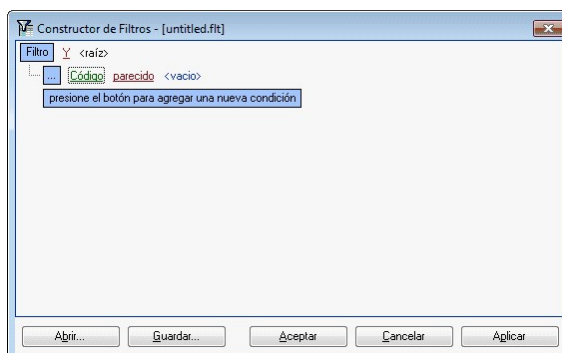 Constructor de Filtros - [untitled.flt]
Filtro Y <raíz>
... Código parecido <vacio>
presione el botón para agregar una nueva condición
Abrir... Guardar... Aceptar Cancelar Aplicar